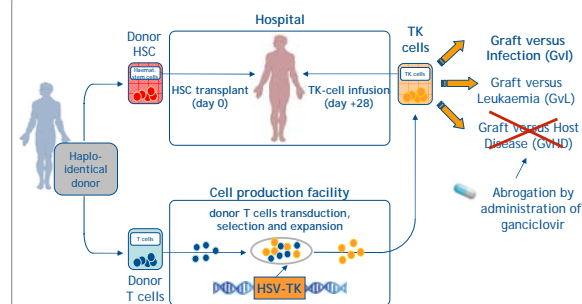 Hospital
Donor
HSC
Haemat.
stem cells
HSC transplant
(day 0)
TK-cell infusion
(day +28)
TK
cells
TK cells
Graft versus
Infection (GvI)
Graft versus
Leukaemia (GvL)
Graft versus Host
Disease (GvHD)
Abrogation by
administration of
ganciclovir
Haplo-
identical
donor
Cell production facility
donor T cells transduction,
selection and expansion
T cells
Donor
T cells
HSV-TK